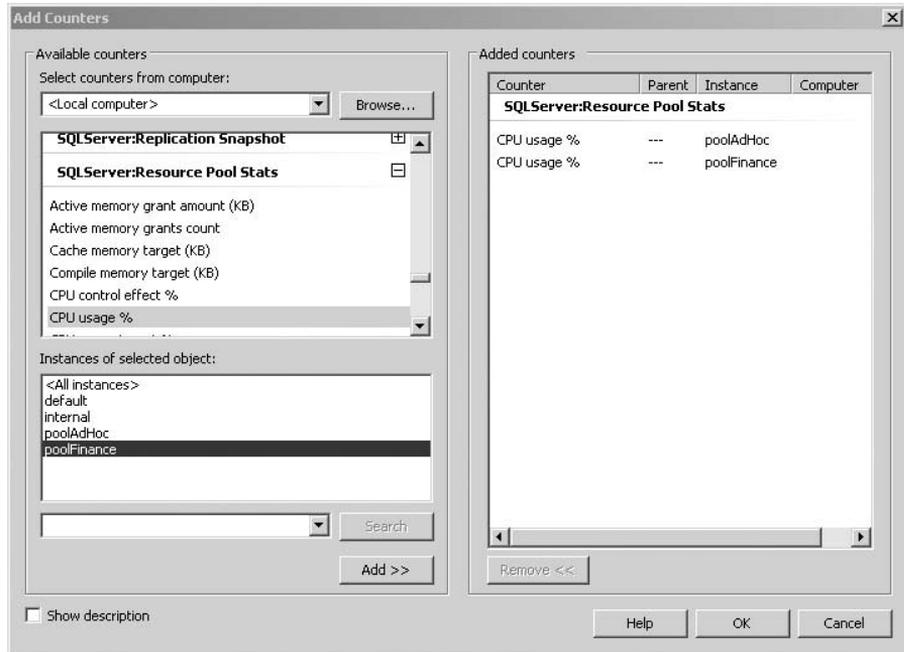 Add Counters
Available counters
Select counters from computer:
<Local computer>
Browse...
SQLServer:Replication Snapshot
SQLServer:Resource Pool Stats
Active memory grant amount (KB)
Active memory grants count
Cache memory target (KB)
Compile memory target (KB)
CPU control effect %
CPU usage %
Instances of selected object:
<All instances>
default
internal
poolAdHoc
poolFinance
Search
Add >>
Show description
Added counters
Counter Parent Instance Computer
SQLServer:Resource Pool Stats
CPU usage % --- poolAdHoc
CPU usage % --- poolFinance
Remove <<
Help OK Cancel